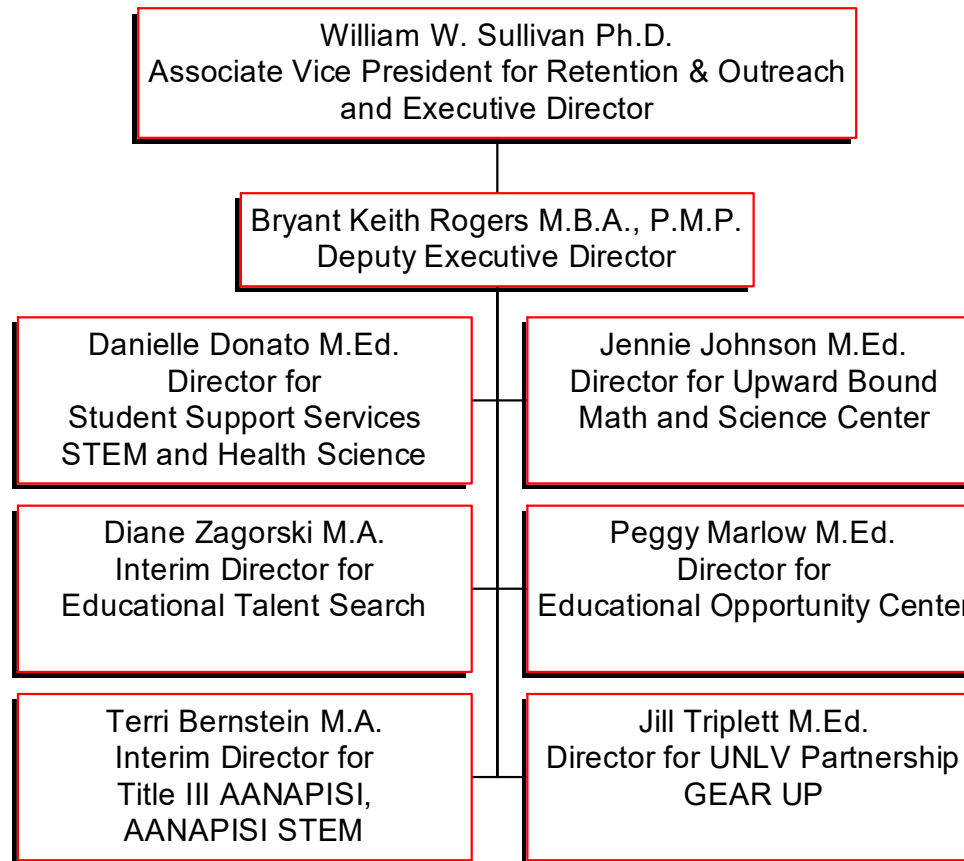 William W. Sullivan Ph.D.
Associate Vice President for Retention & Outreach
and Executive Director
Bryant Keith Rogers M.B.A., P.M.P.
Deputy Executive Director
Danielle Donato M.Ed.
Director for
Student Support Services
STEM and Health Science
Jennie Johnson M.Ed.
Director for Upward Bound
Math and Science Center
Diane Zagorski M.A.
Interim Director for
Educational Talent Search
Peggy Marlow M.Ed.
Director for
Educational Opportunity Center
Terri Bernstein M.A.
Interim Director for
Title III AANAPISI,
AANAPISI STEM
Jill Triplett M.Ed.
Director for UNLV Partnership
GEAR UP